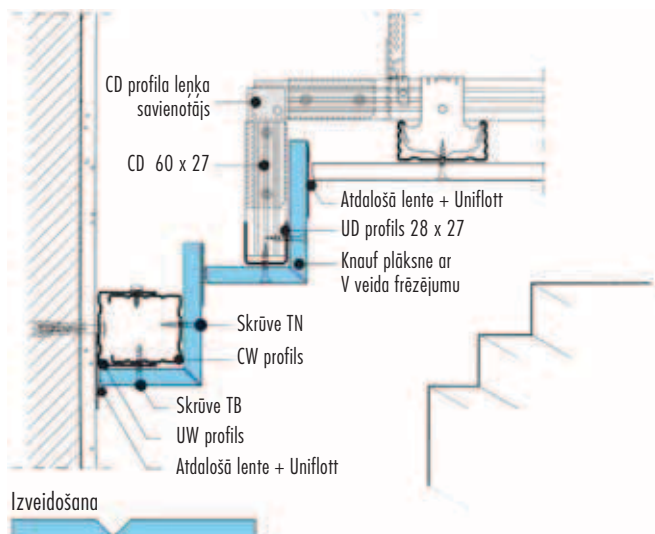 CD profila leņķa
savienotājs
CD 60 x 27
Atdalošā lente + Uniflott
UD profils 28 x 27
Knauf plāksne ar
V veida frēzējumu
Skrūve TN
CW profils
Skrūve TB
UW profils
Atdalošā lente + Uniflott
Izveidošana